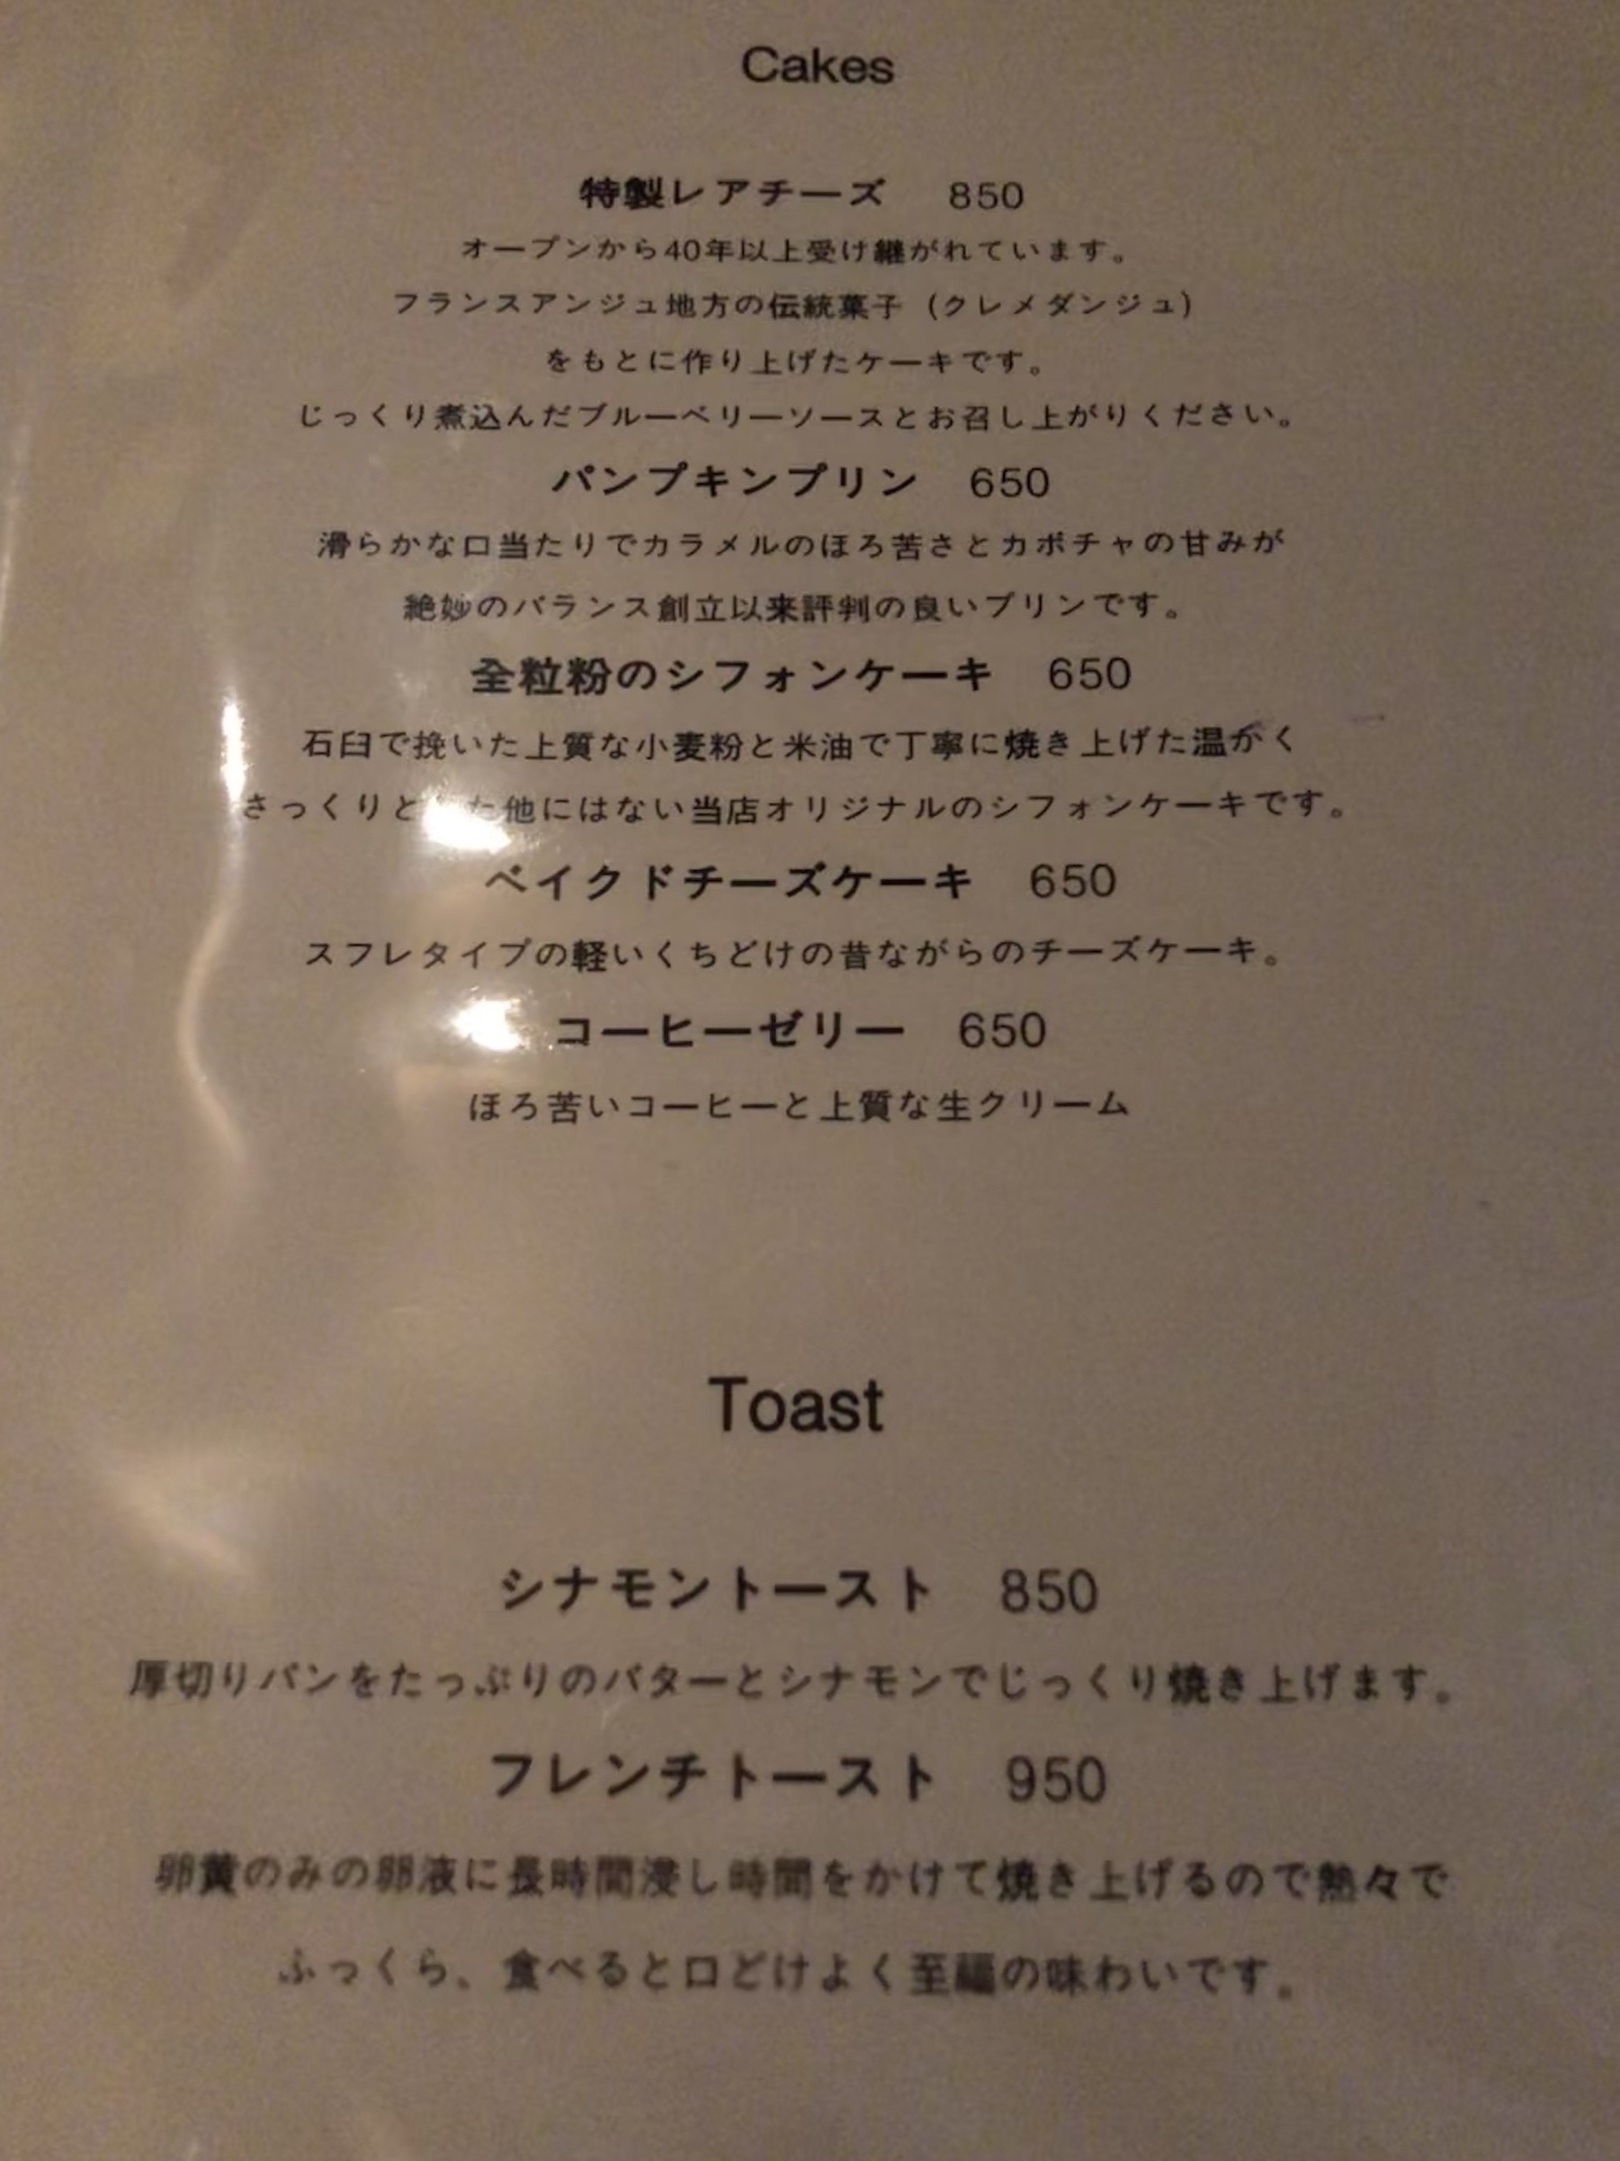 Cakes
特製レアチーズ 850
オープンから40年以上受け継がれています。
フランスアンジュ地方の伝統菓子 (クレメダンジュ)
をもとに作り上げたケーキです。
じっくり煮込んだブルーベリーソースとお召し上がりください。
パンプキンプリン 650
滑らかな口当たりでカラメルのほろ苦さとカボチャの甘みが
絶妙のバランス創立以来評判の良いプリンです。
全粒粉のシフォンケーキ 650
石臼で挽いた上質な小麦粉と米油で丁寧に焼き上げた温かく
さっくりと た他にはない当店オリジナルのシフォンケーキです。
ベイクドチーズケーキ 650
スフレタイプの軽いくちどけの昔ながらのチーズケーキ。
コーヒーゼリー 650
ほろ苦いコーヒーと上質な生クリーム
Toast
シナモントースト 850
厚切りパンをたっぷりのバターとシナモンでじっくり焼き上げます。
フレンチトースト 950
卵黄のみの卵液に長時間浸し時間をかけて焼き上げるので熱々で
ふっくら、食べると口どけよく至福の味わいです。